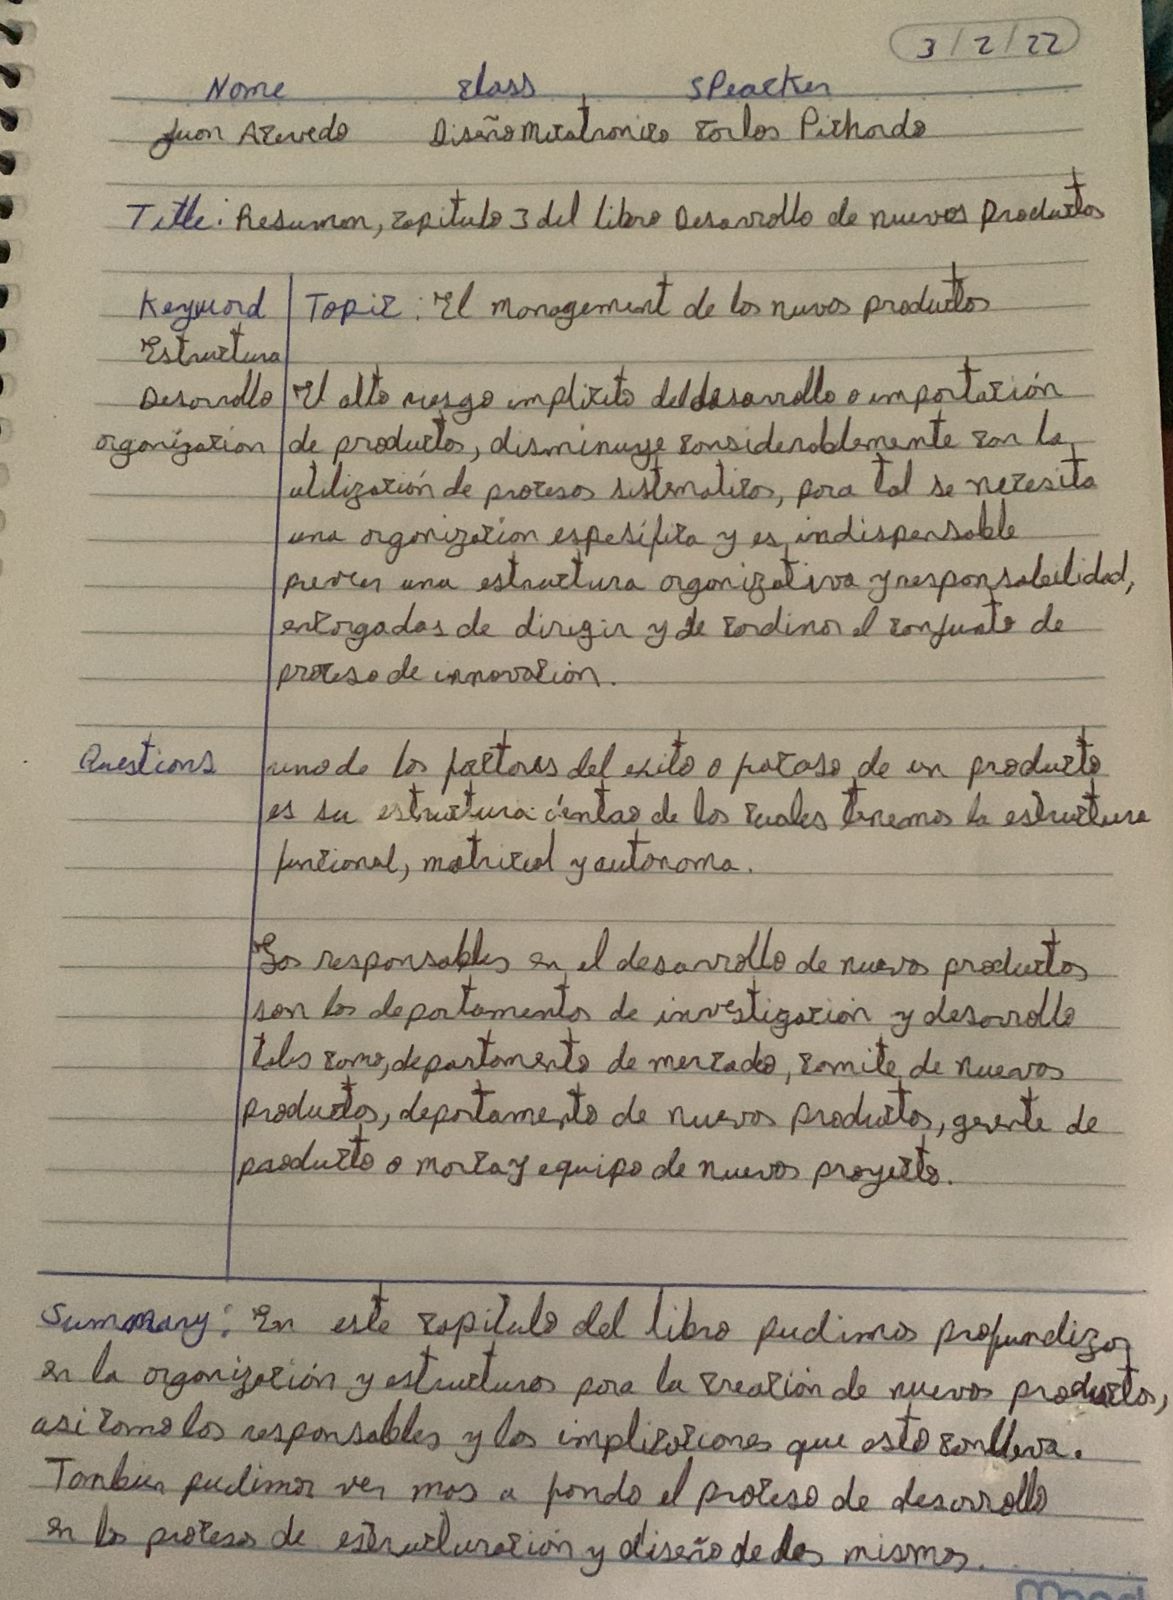 3/2/22
Name Class Speacker
Juan Acevedo Diseño Mecatronico Carlos Pichardo
Title: Resumen, capitulo 3 del libro Desarrollo de nuevos Productos
Keyword Topic: El management de los nuvos productos
Estructura
Desarrollo El alto riesgo implicito del desarrollo o importación
organization de productos, disminuye considerablemente con la
utilización de procesos sistematicos, para tal se necesita
una organización espesifica y es indispensable
prever una estructura organizativa y responsabilidad,
encargadas de dirigir y de cordinar el conjunto de
proceso de innovación.
Questions uno de los factores del exito o fracaso de un producto
es su estructura dentro de los cuales tenemos la estructura
funcional, matricial y autonoma.
Los responsables en el desarrollo de nuevos productos
son los departamentos de investigación y desarrollo
tales como, departamento de mercado, comite de nuevos
productos, departamento de nuevos productos, gerente de
producto o marca y equipo de nuevos proyecto.
Summary: En este capitulo del libro pudimos profundizar
en la organización y estructuras para la creación de nuevos productos,
asi como los responsables y las implicaciones que esto conlleva.
Tambien pudimos ver mas a fondo el proceso de desarrollo
en los proceso de estructuración y diseño de los mismos.